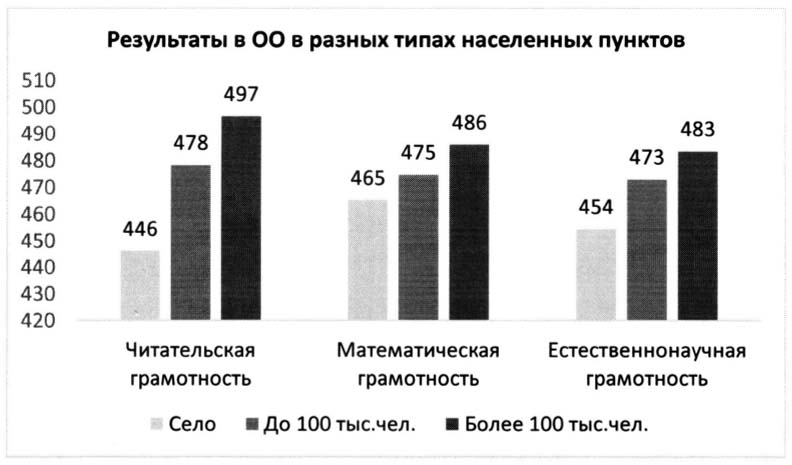 Результаты в ОО в разных типах населенных пунктов
510
500
490
480
470
460
450
440
430
420
446
478
497
465
475
486
454
473
483
Читательская
грамотность
Математическая
грамотность
Естественнонаучная
грамотность
Село
До 100 тыс.чел.
Более 100 тыс.чел.